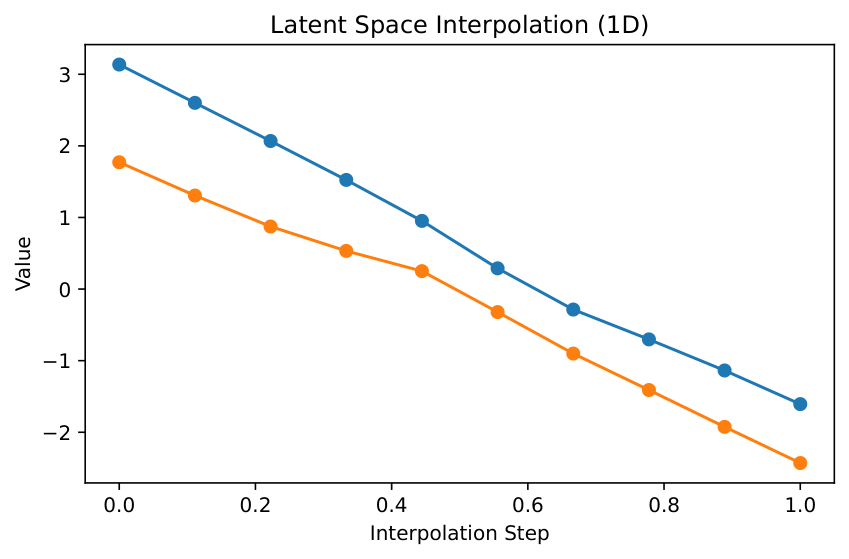 Latent Space Interpolation (1D)
3
2
1
0
−1
−2
Value
0.0 0.2 0.4 0.6 0.8 1.0
Interpolation Step